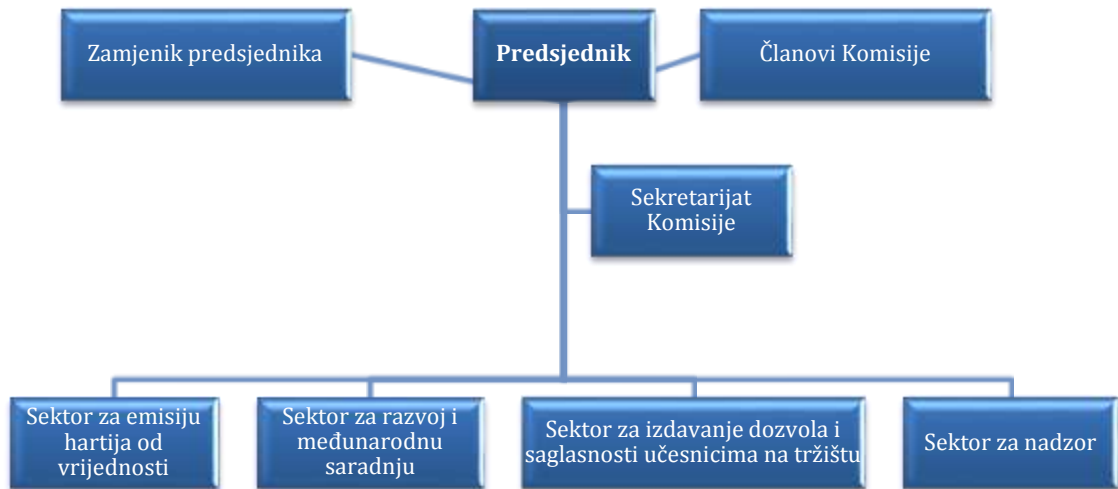 Zamjenik predsjednika
Predsjednik
Članovi Komisije
Sekretarijat
Komisije
Sektor za emisiju
hartija od
vrijednosti
Sektor za razvoj i
međunarodnu
saradnju
Sektor za izdavanje dozvola i
saglasnosti učesnicima na tržištu
Sektor za nadzor